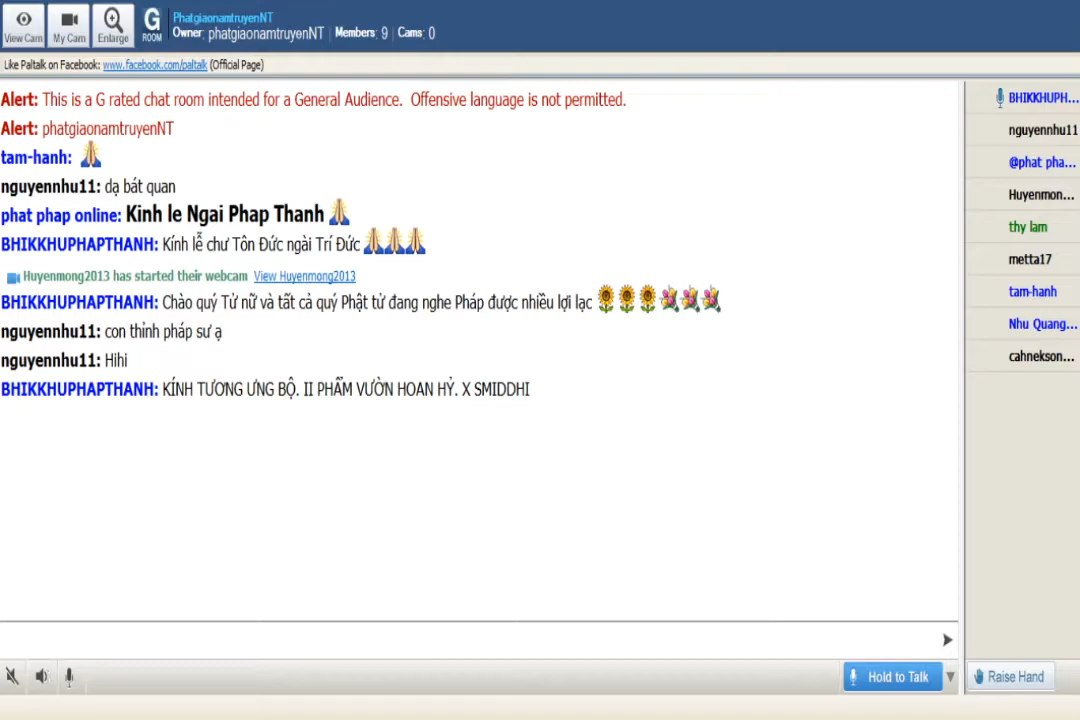 View Cam
My Cam
Enlarge
G
ROOM
PhatgiaonamtruyenNT
Owner: phatgiaonamtruyenNT Members: 9 Cams: 0
Like Paltalk on Facebook: www.facebook.com/paltalk (Official Page)
Alert: This is a G rated chat room intended for a General Audience. Offensive language is not permitted.
Alert: phatgiaonamtruyenNT
tam-hanh:
nguyennhu11: dạ bát quan
phat phap online: Kinh le Ngai Phap Thanh
BHIKKHUPHAPTHANH: Kính lễ chư Tôn Đức ngài Trí Đức
Huyenmong2013 has started their webcam View Huyenmong2013
BHIKKHUPHAPTHANH: Chào quý Tử nữ và tất cả quý Phật tử đang nghe Pháp được nhiều lợi lạc
nguyennhu11: con thỉnh pháp sư ạ
nguyennhu11: Hihi
BHIKKHUPHAPTHANH: KÍNH TƯƠNG ƯNG BỘ. II PHẨM VƯỜN HOAN HỶ. X SMIDDHI
BHIKKHUPH...
nguyennhu11
@phat pha...
Huyenmon...
thy lam
metta17
tam-hanh
Nhu Quang...
cahnekson...
Hold to Talk
Raise Hand